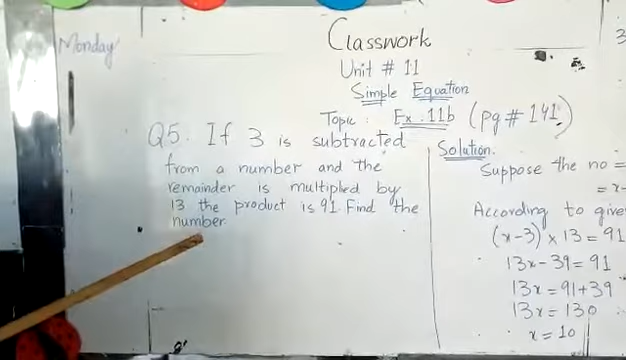 Monday
Classwork
3
Unit # 11
Simple Equation
Topic : Ex. 11b (pg # 141)
Q5. If 3 is subtracted
from a number and the
remainder is multiplied by
13 the product is 91. Find the
number
Solution.
Suppose the no =
= x-
According to give
(x-3) × 13 = 91
13x - 39 = 91
13x = 91 + 39
13x = 130
x = 10